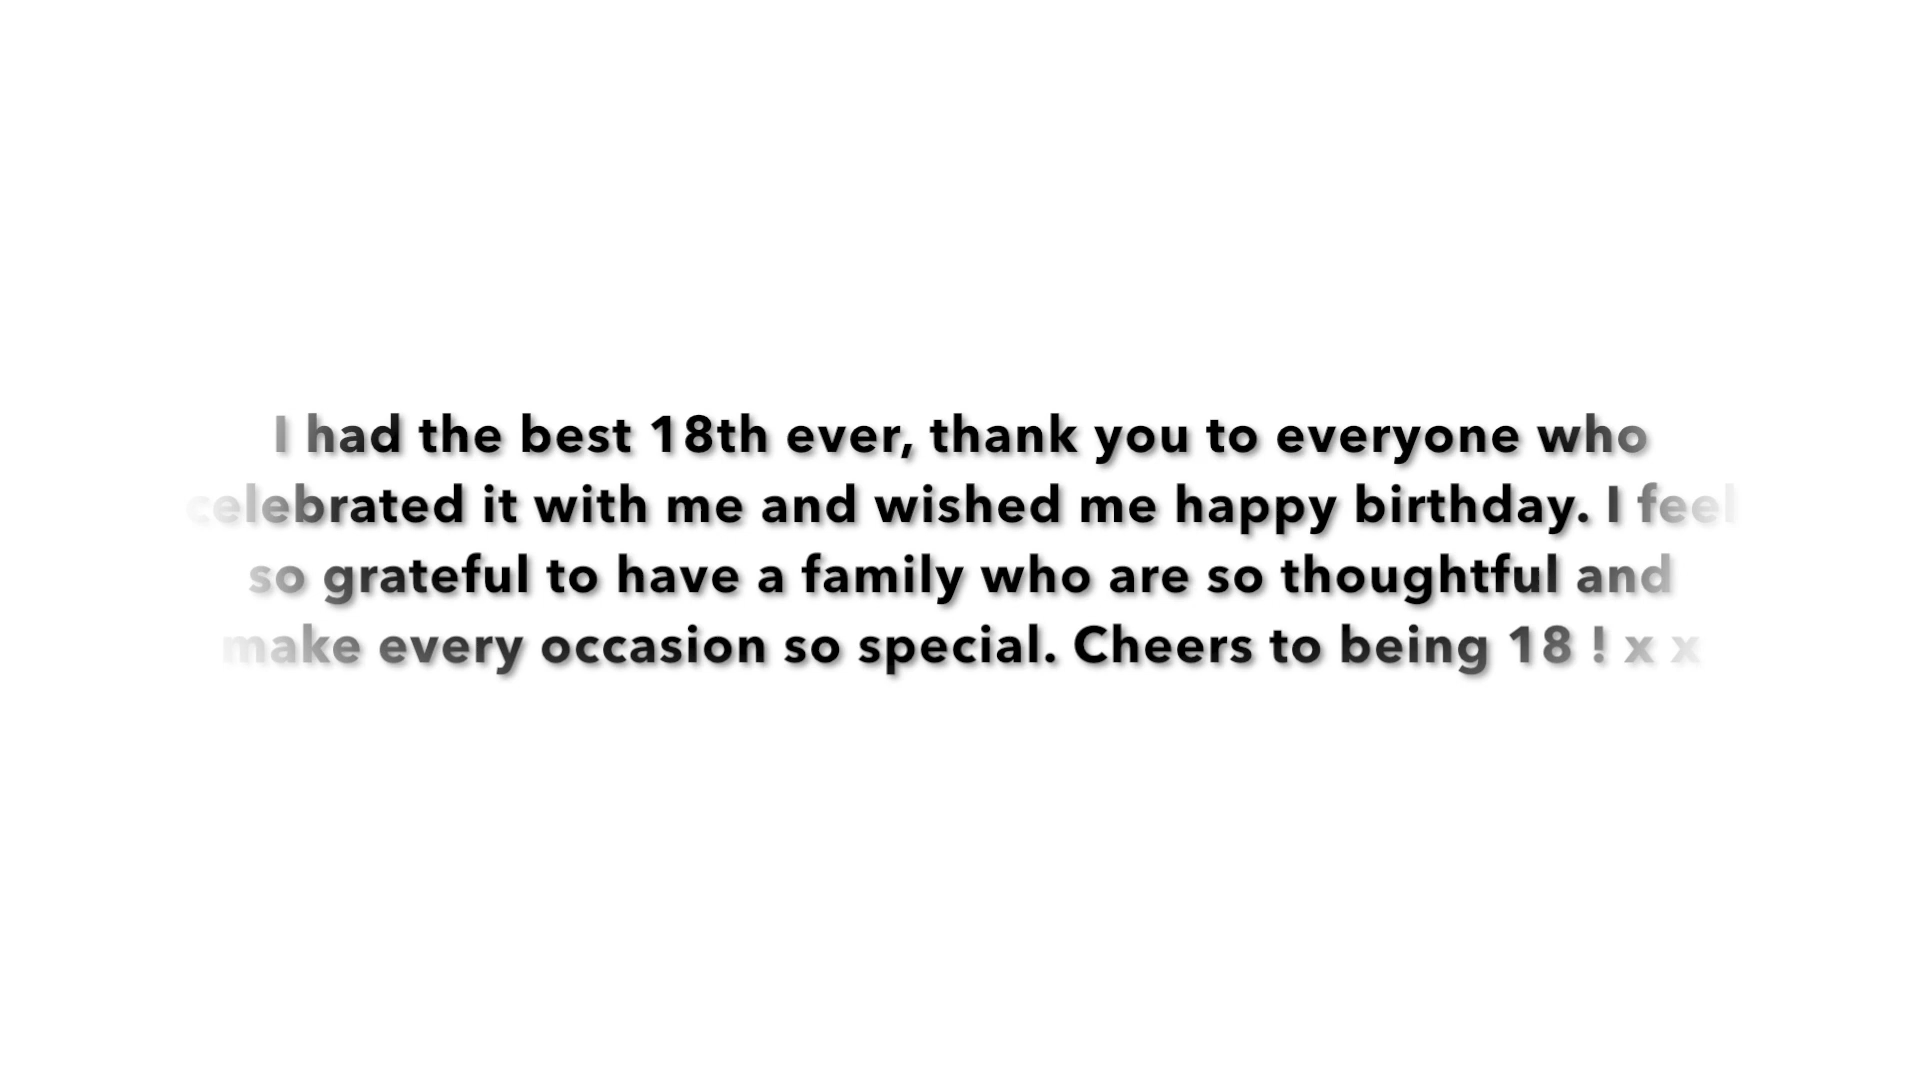 I had the best 18th ever, thank you to everyone who
celebrated it with me and wished me happy birthday. I feel
so grateful to have a family who are so thoughtful and
make every occasion so special. Cheers to being 18 ! x x